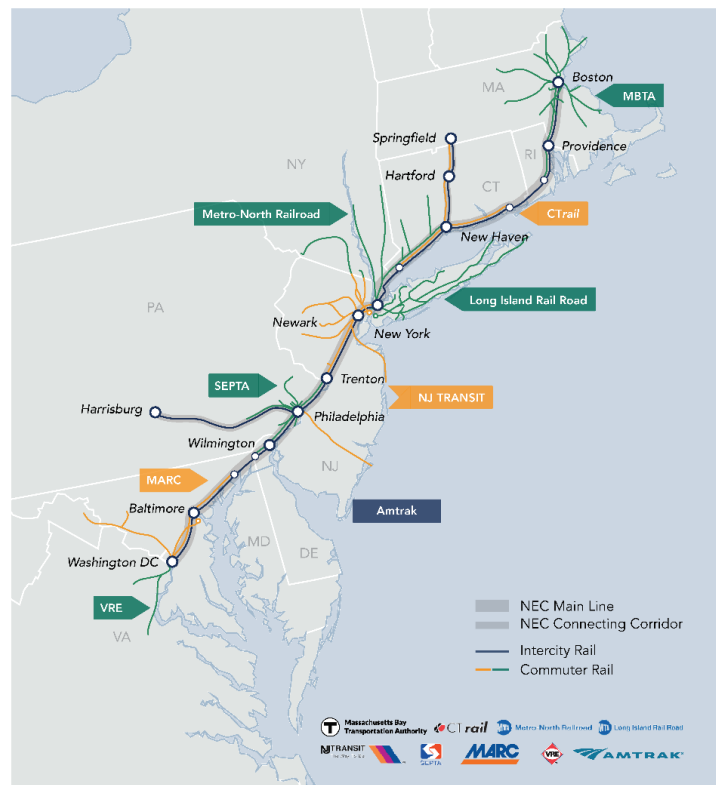 Boston
MA
MBTA
Springfield
Providence
RI
NY
Hartford
CT
Metro-North Railroad
CTrail
New Haven
Long Island Rail Road
PA
Newark
New York
SEPTA
Trenton
NJ TRANSIT
Harrisburg
Philadelphia
Wilmington
NJ
MARC
Baltimore
Amtrak
MD
DE
Washington DC
VRE
VA
NEC Main Line
NEC Connecting Corridor
Intercity Rail
Commuter Rail
T
Massachusetts Bay
Transportation Authority
CTrail
MTA
Metro-North Railroad
MTA
Long Island Rail Road
NJ TRANSIT
SEPTA
MARC
VRE
AMTRAK